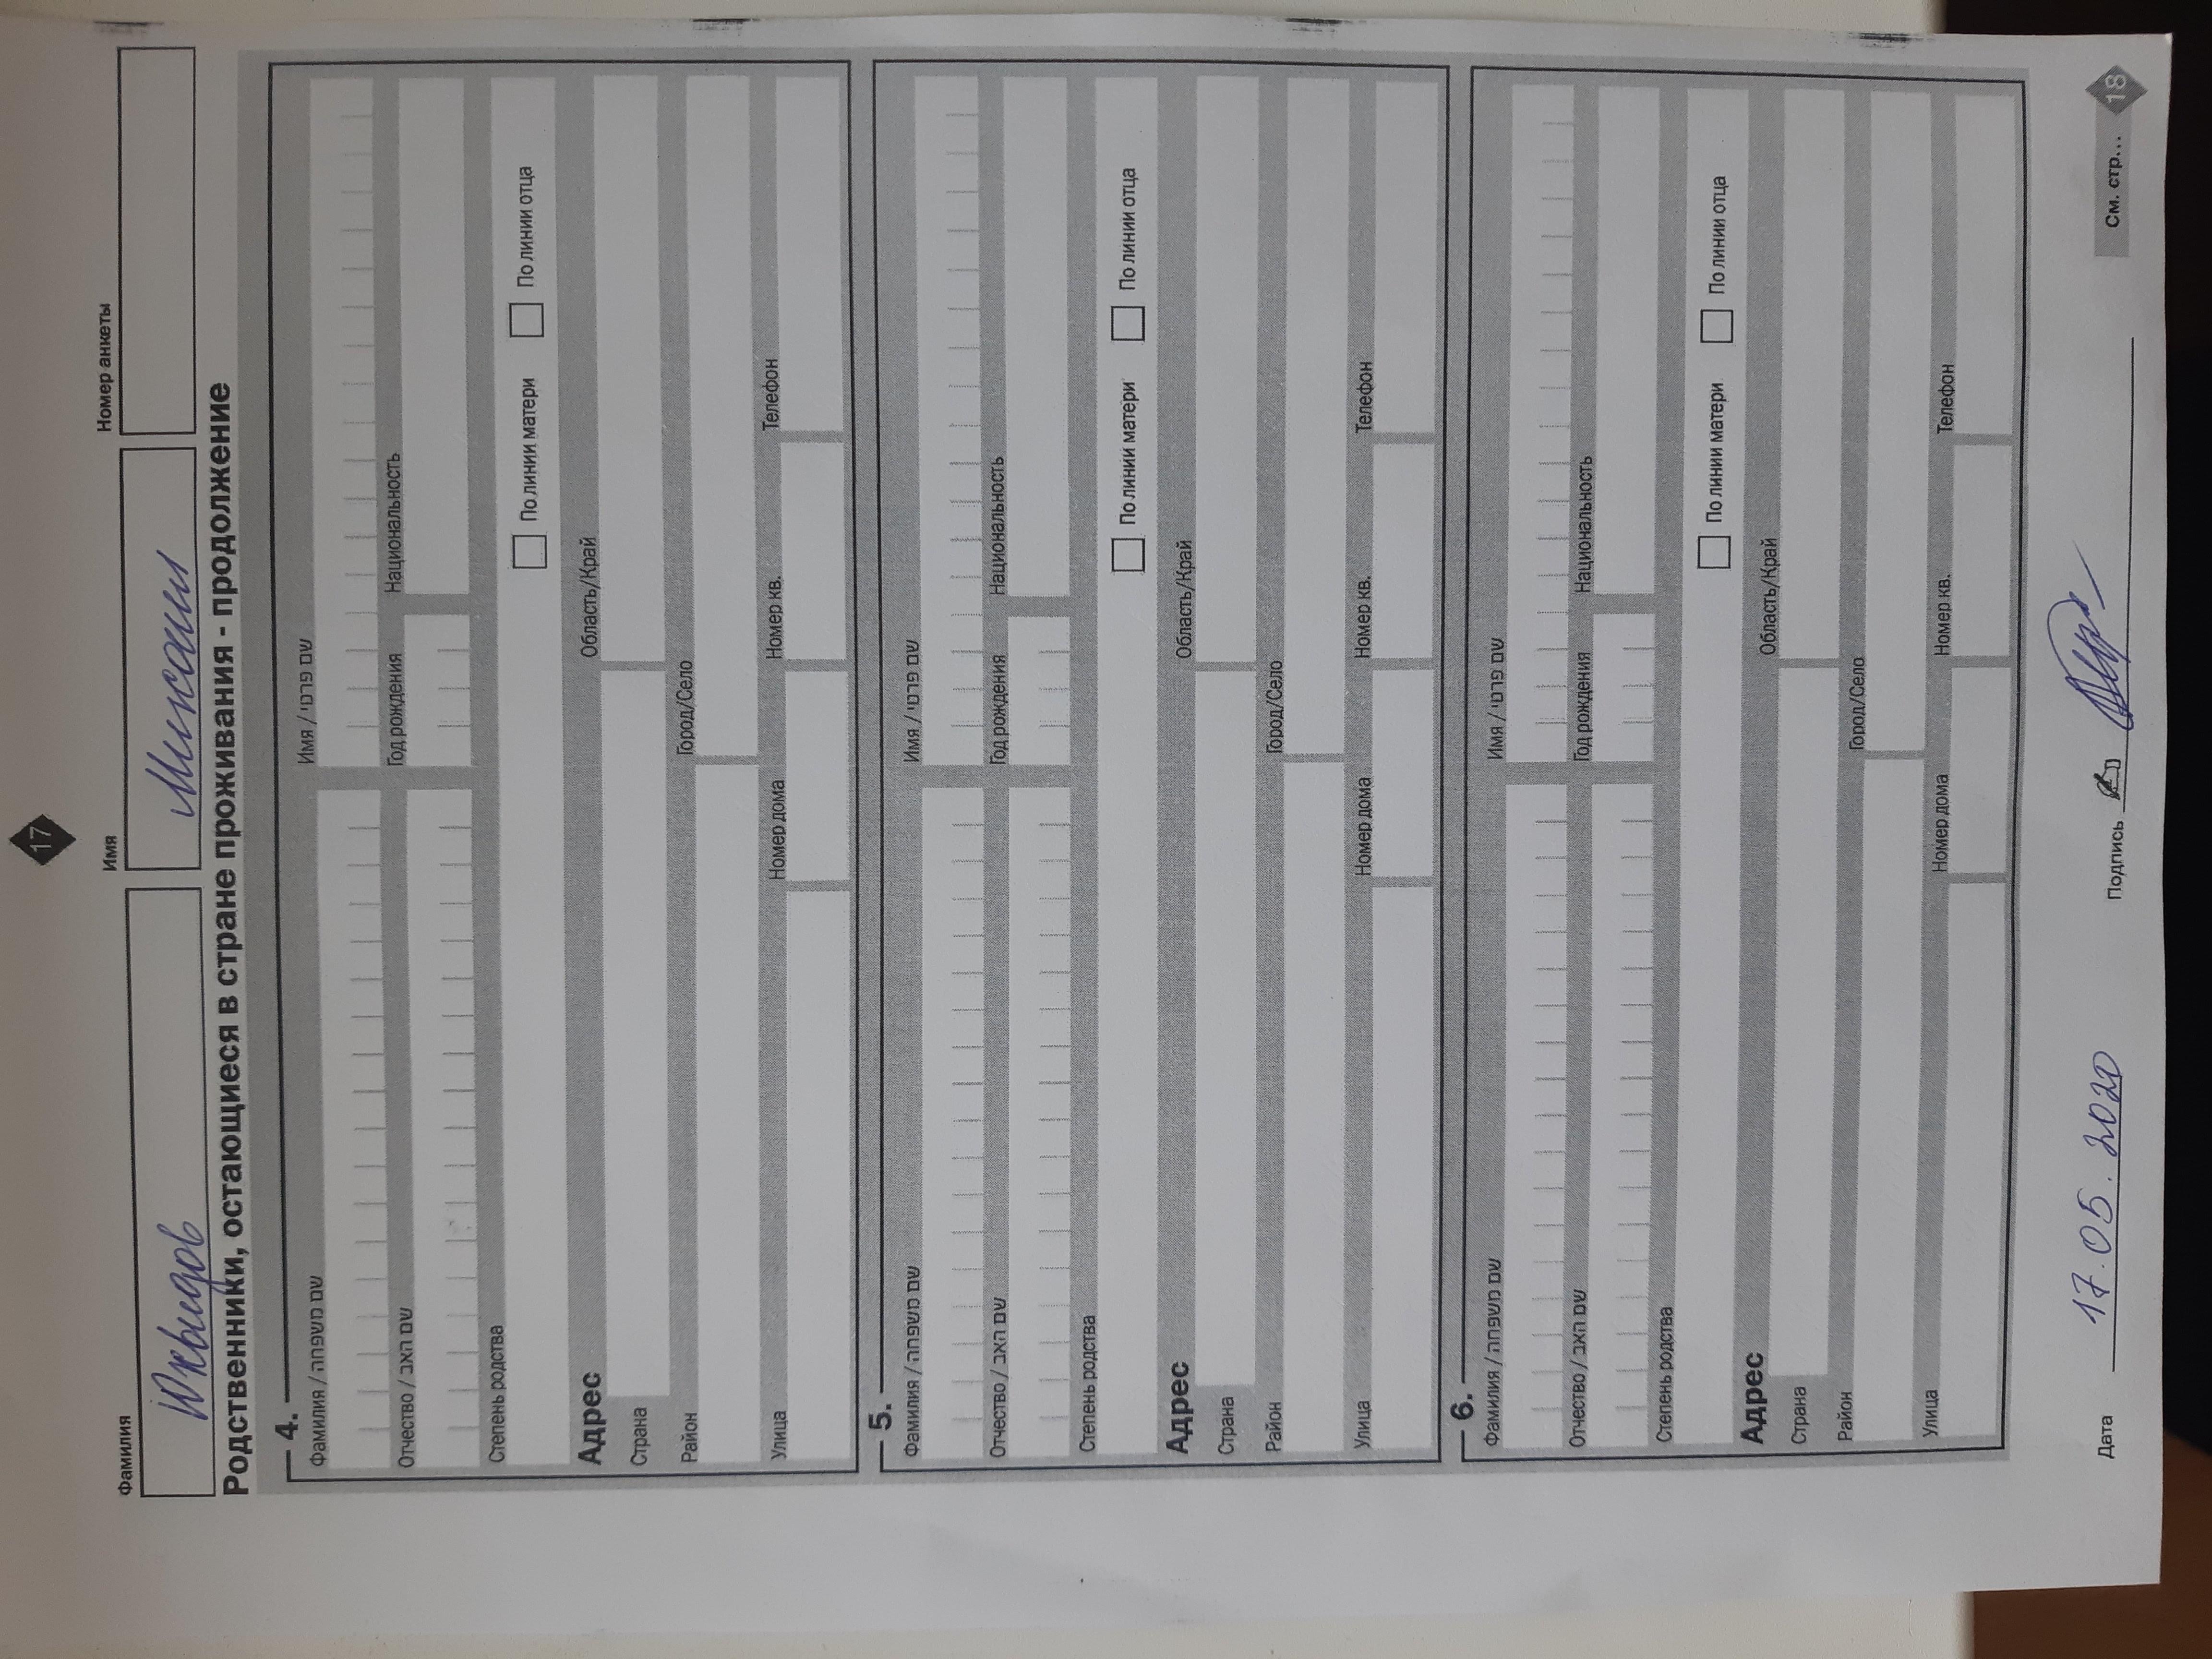 17
Фамилия Имя Номер анкеты
Юхвидов Михаил
Родственники, остающиеся в стране проживания - продолжение
4.
Фамилия / שם משפחה Имя / שם פרטי
Отчество / שם האב Год рождения Национальность
Степень родства
По линии матери По линии отца
Адрес Область/Край
Страна
Район Город/Село
Улица Номер дома Номер кв. Телефон
5.
Фамилия / שם משפחה Имя / שם פרטי
Отчество / שם האב Год рождения Национальность
Степень родства
По линии матери По линии отца
Адрес Область/Край
Страна
Район Город/Село
Улица Номер дома Номер кв. Телефон
6.
Фамилия / שם משפחה Имя / שם פרטי
Отчество / שם האב Год рождения Национальность
Степень родства
По линии матери По линии отца
Адрес Область/Край
Страна
Район Город/Село
Улица Номер дома Номер кв. Телефон
Дата 17.05.2020 Подпись См. стр... 18